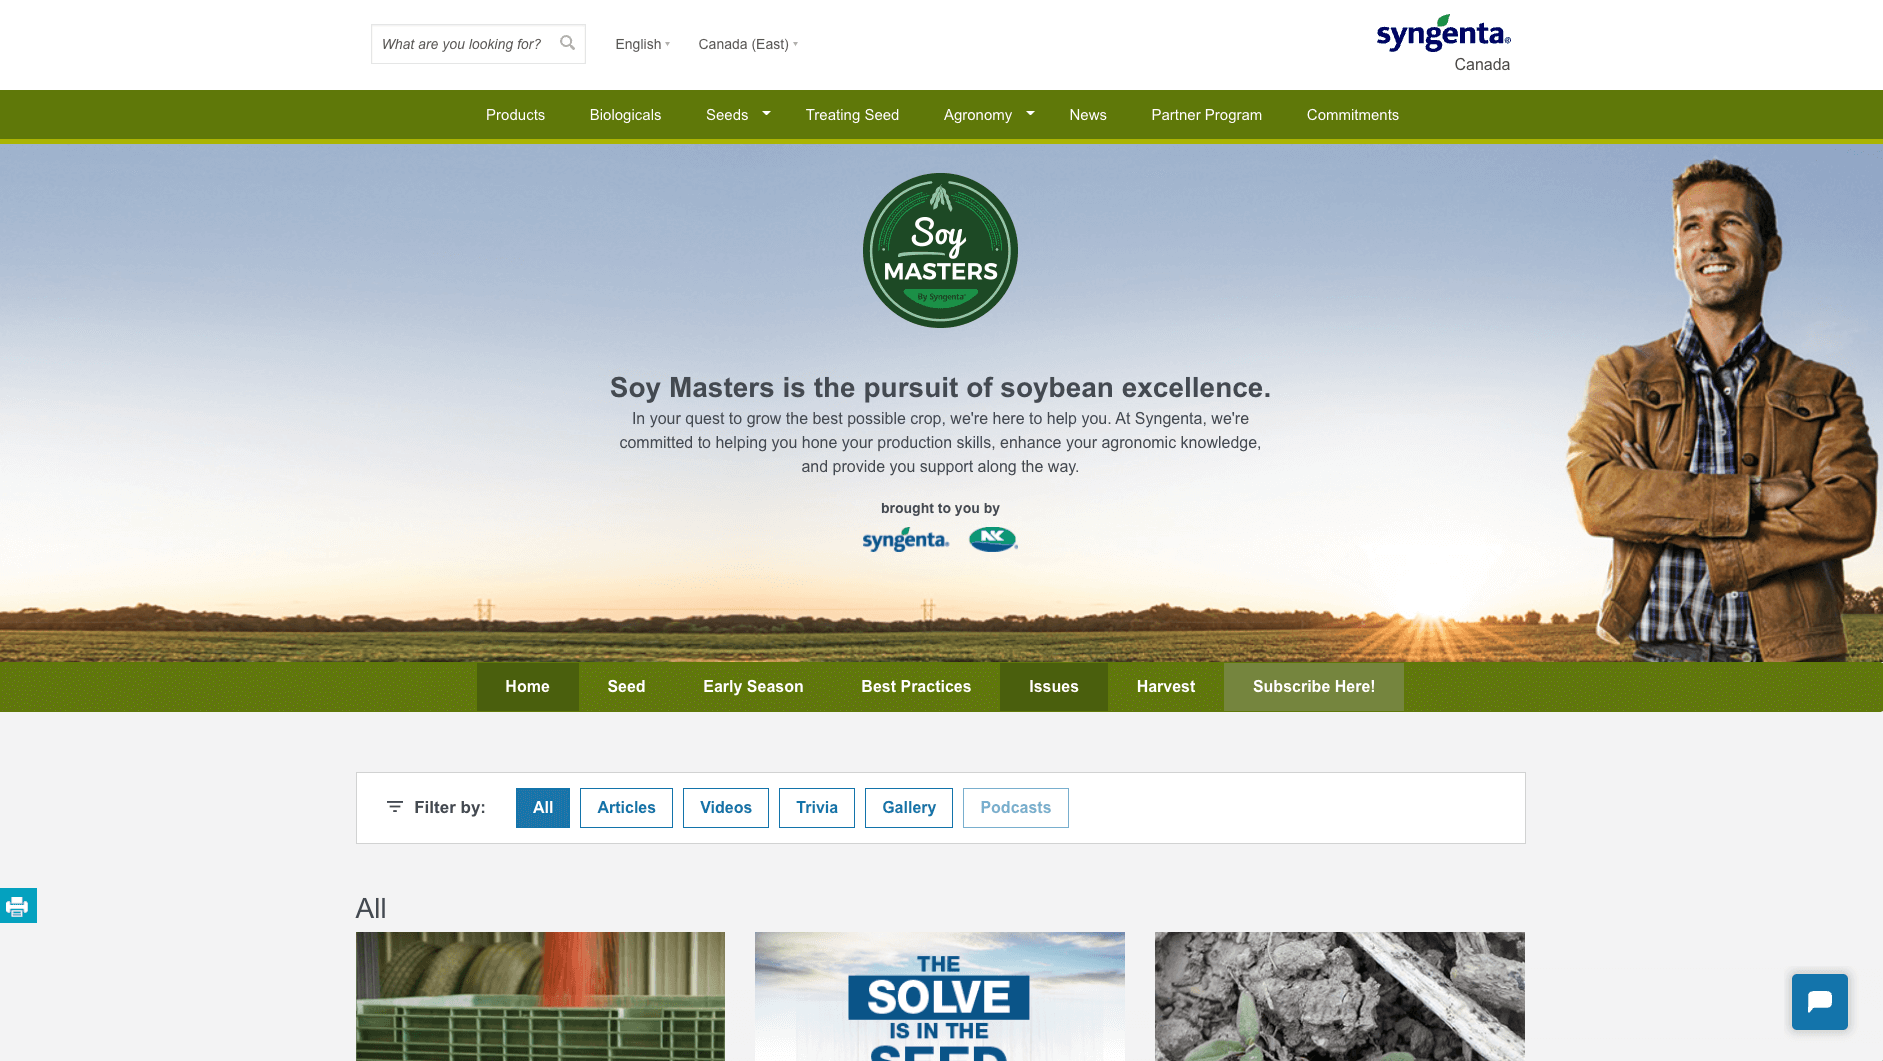 What are you looking for?
English
Canada (East)
syngenta®
Canada
Products
Biologicals
Seeds
Treating Seed
Agronomy
News
Partner Program
Commitments
Soy
MASTERS
By Syngenta
Soy Masters is the pursuit of soybean excellence.
In your quest to grow the best possible crop, we're here to help you. At Syngenta, we're
committed to helping you hone your production skills, enhance your agronomic knowledge,
and provide you support along the way.
brought to you by
syngenta®
NK
Home
Seed
Early Season
Best Practices
Issues
Harvest
Subscribe Here!
Filter by:
All
Articles
Videos
Trivia
Gallery
Podcasts
All
THE
SOLVE
IS IN THE
SEED